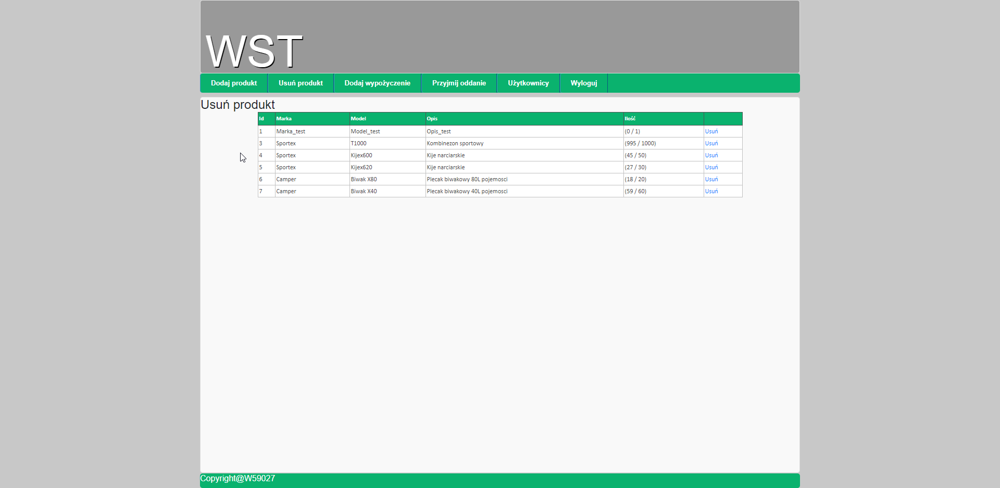 WST
Dodaj produkt Usuń produkt Dodaj wypożyczenie Przyjmij oddanie Użytkownicy Wyloguj
Usuń produkt
Id Marka Model Opis Ilość
1 Marka_test Model_test Opis_test (0 / 1) Usuń
3 Sportex T1000 Kombinezon sportowy (995 / 1000) Usuń
4 Sportex Kijex600 Kije narciarskie (45 / 50) Usuń
5 Sportex Kijex620 Kije narciarskie (27 / 30) Usuń
6 Camper Biwak X80 Plecak biwakowy 80L pojemosci (18 / 20) Usuń
7 Camper Biwak X40 Plecak biwakowy 40L pojemosci (59 / 60) Usuń
Copyright@W59027